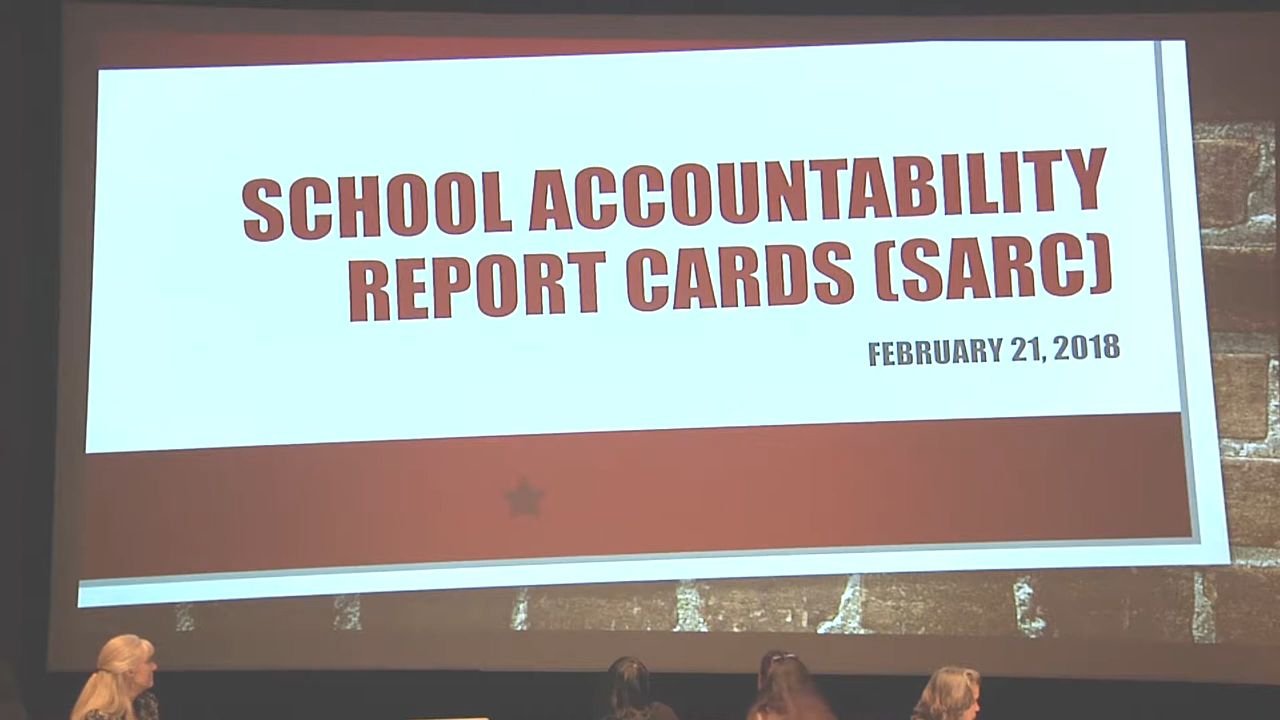 SCHOOL ACCOUNTABILITY
REPORT CARDS (SARC)
FEBRUARY 21, 2018